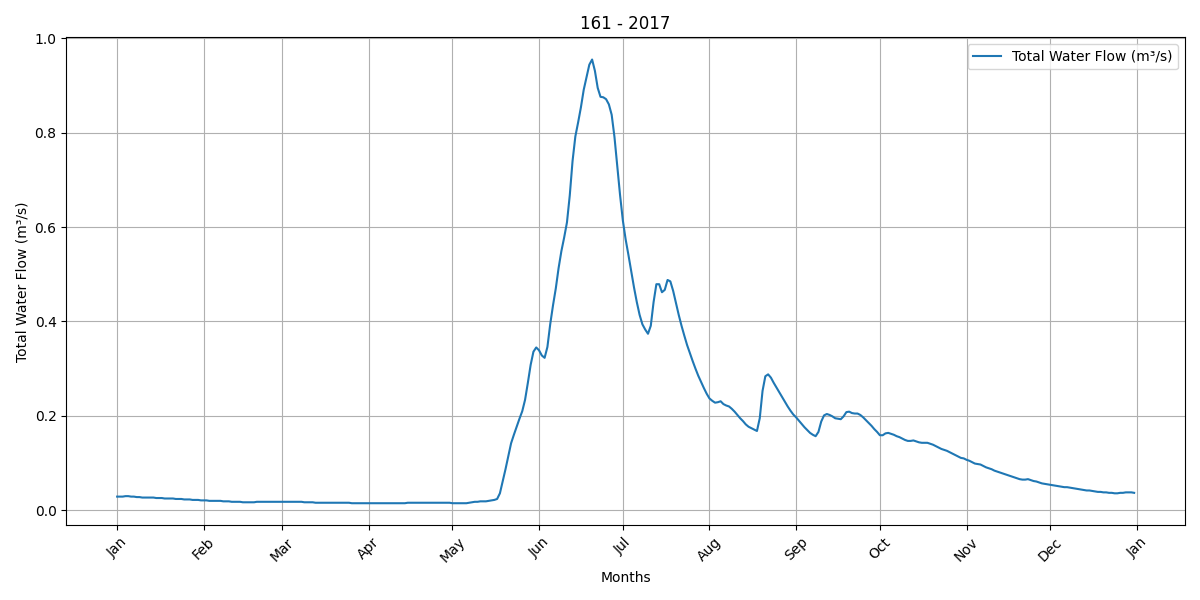 161 - 2017
Total Water Flow (m³/s)
Total Water Flow (m³/s)
1.0
0.8
0.6
0.4
0.2
0.0
Jan Feb Mar Apr May Jun Jul Aug Sep Oct Nov Dec Jan
Months